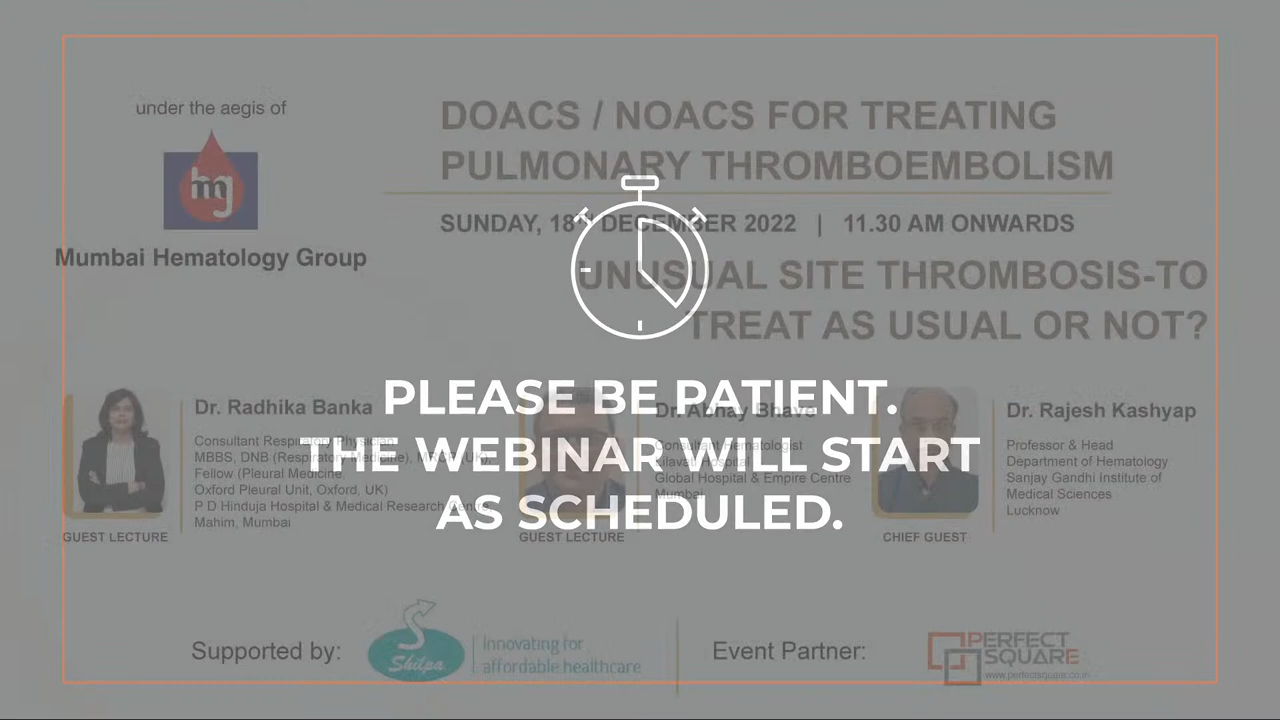 under the aegis of
mg
Mumbai Hematology Group
DOACS / NOACS FOR TREATING
PULMONARY THROMBOEMBOLISM
SUNDAY, 18TH DECEMBER 2022 | 11.30 AM ONWARDS
UNUSUAL SITE THROMBOSIS-TO
TREAT AS USUAL OR NOT?
PLEASE BE PATIENT.
THE WEBINAR WILL START
AS SCHEDULED.
Dr. Radhika Banka
Consultant Respiratory Physician
MBBS, DNB (Respiratory Medicine), MRCP (UK),
Fellow (Pleural Medicine
Oxford Pleural Unit, Oxford, UK)
P D Hinduja Hospital & Medical Research Centre,
Mahim, Mumbai
GUEST LECTURE
Dr. Abhay Bhave
Consultant Hematologist
Lilavati Hospital
Global Hospital & Empire Centre
Mumbai
GUEST LECTURE
Dr. Rajesh Kashyap
Professor & Head
Department of Hematology
Sanjay Gandhi Institute of
Medical Sciences
Lucknow
CHIEF GUEST
Supported by:
Shilpa
Innovating for
affordable healthcare
Event Partner:
PERFECT
SQUARE
www.perfectsquare.co.in